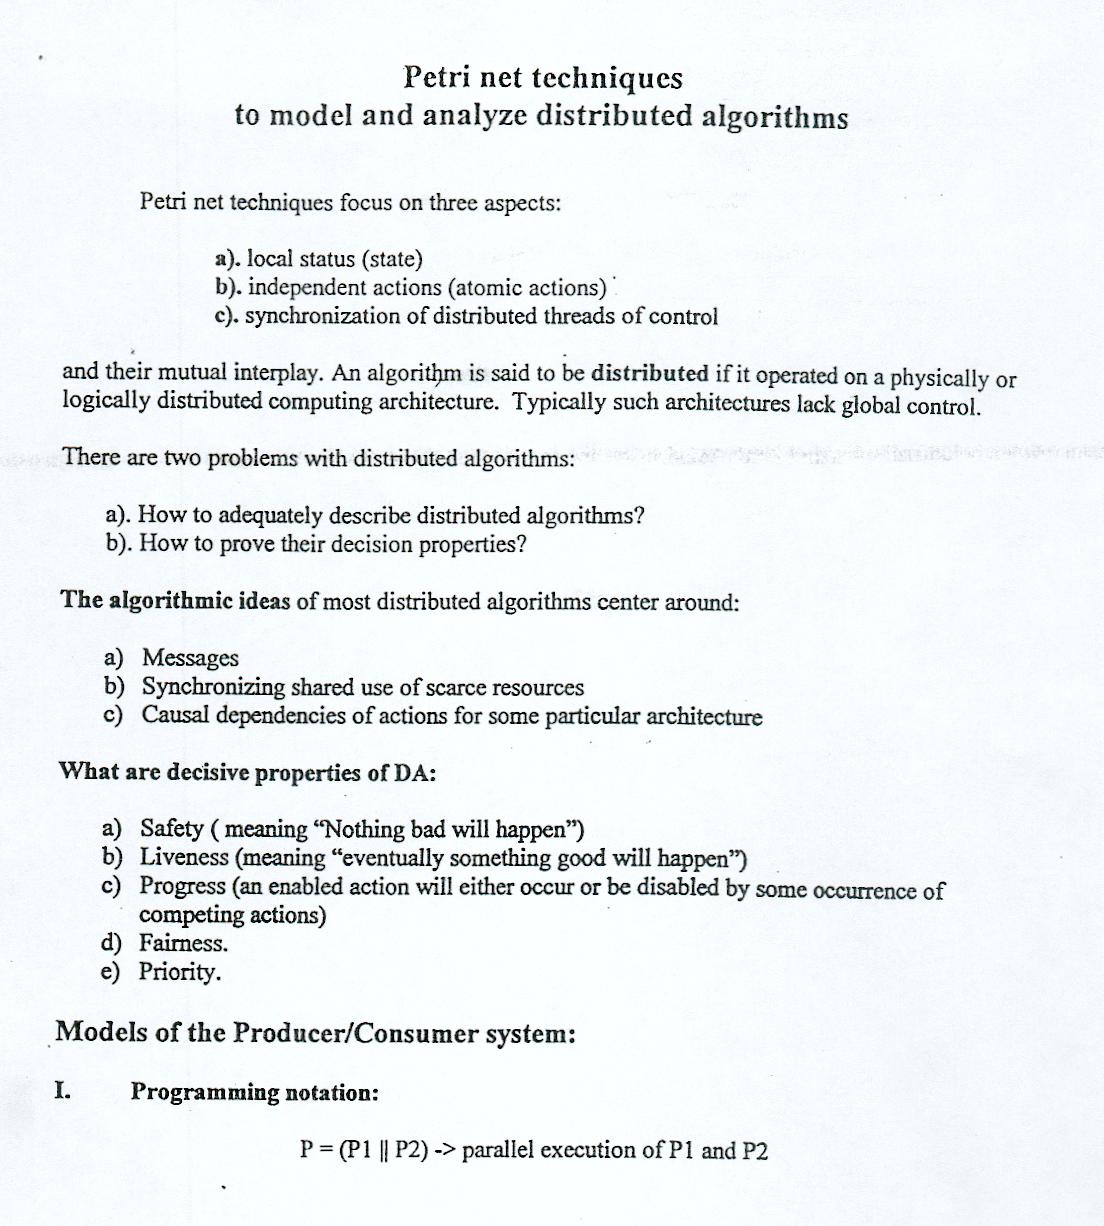 Petri net techniques
to model and analyze distributed algorithms
Petri net techniques focus on three aspects:
a). local status (state)
b). independent actions (atomic actions)
c). synchronization of distributed threads of control
and their mutual interplay. An algorithm is said to be distributed if it operated on a physically or
logically distributed computing architecture. Typically such architectures lack global control.
There are two problems with distributed algorithms:
a). How to adequately describe distributed algorithms?
b). How to prove their decision properties?
The algorithmic ideas of most distributed algorithms center around:
a) Messages
b) Synchronizing shared use of scarce resources
c) Causal dependencies of actions for some particular architecture
What are decisive properties of DA:
a) Safety ( meaning “Nothing bad will happen”)
b) Liveness (meaning “eventually something good will happen”)
c) Progress (an enabled action will either occur or be disabled by some occurrence of
competing actions)
d) Fairness.
e) Priority.
Models of the Producer/Consumer system:
I. Programming notation:
P = (P1 || P2) -> parallel execution of P1 and P2